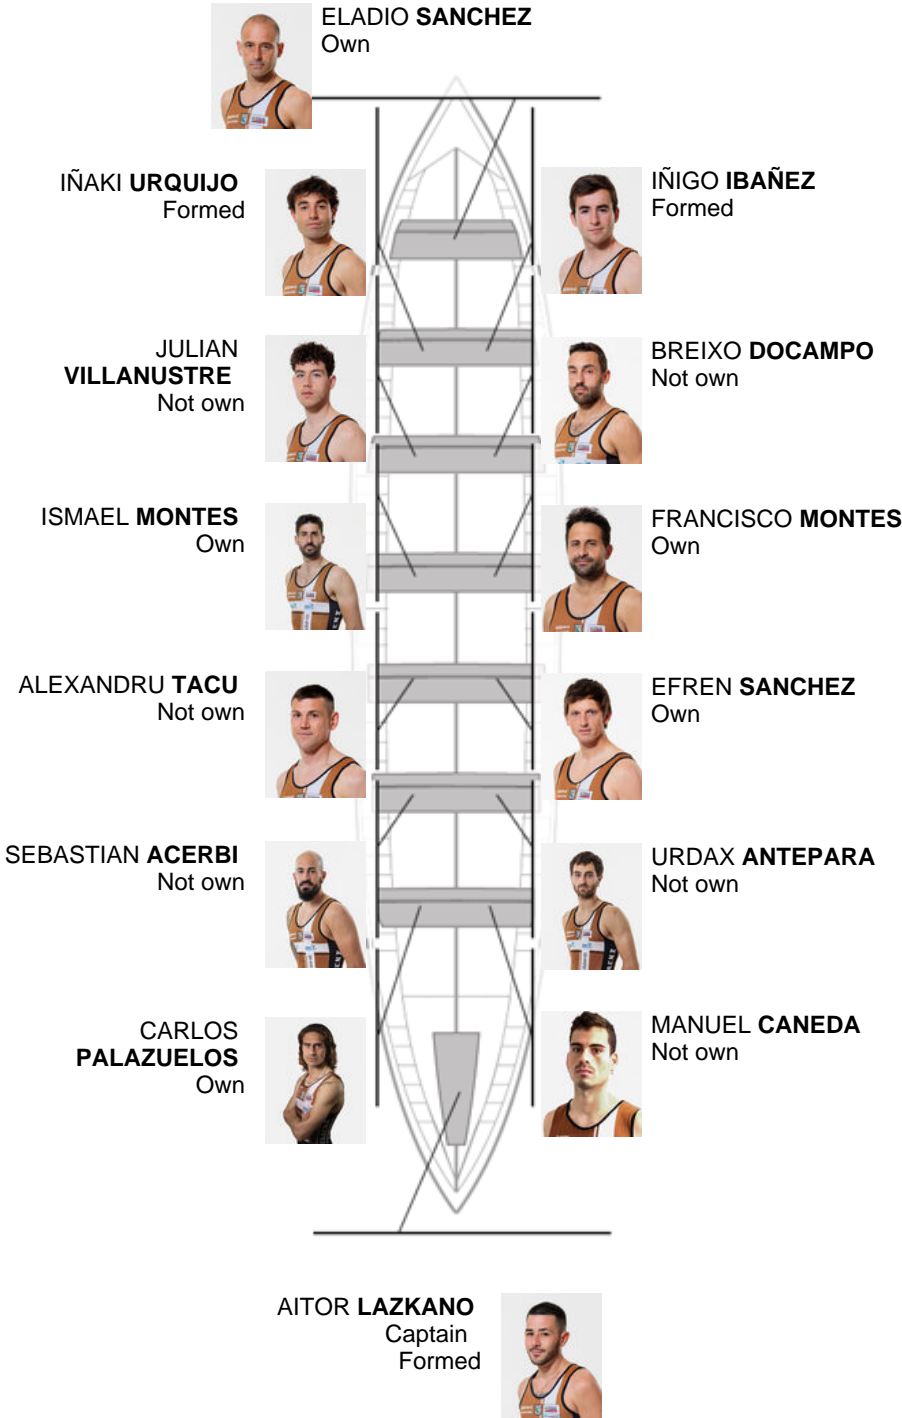 ELADIO SANCHEZ
Own
IÑAKI URQUIJO
Formed
IÑIGO IBAÑEZ
Formed
JULIAN
VILLANUSTRE
Not own
BREIXO DOCAMPO
Not own
ISMAEL MONTES
Own
FRANCISCO MONTES
Own
ALEXANDRU TACU
Not own
EFREN SANCHEZ
Own
SEBASTIAN ACERBI
Not own
URDAX ANTEPARA
Not own
CARLOS
PALAZUELOS
Own
MANUEL CANEDA
Not own
AITOR LAZKANO
Captain
Formed